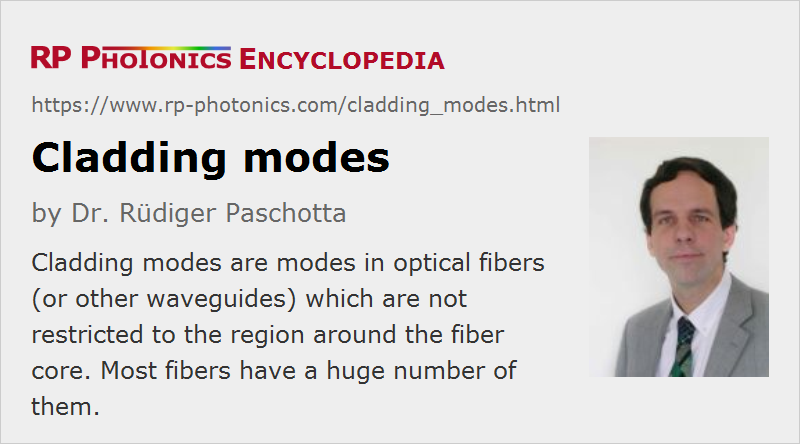 RP PHOTONICS ENCYCLOPEDIA
https://www.rp-photonics.com/cladding_modes.html
Cladding modes
by Dr. Rüdiger Paschotta
Cladding modes are modes in optical fibers
(or other waveguides) which are not
restricted to the region around the fiber
core. Most fibers have a huge number of
them.